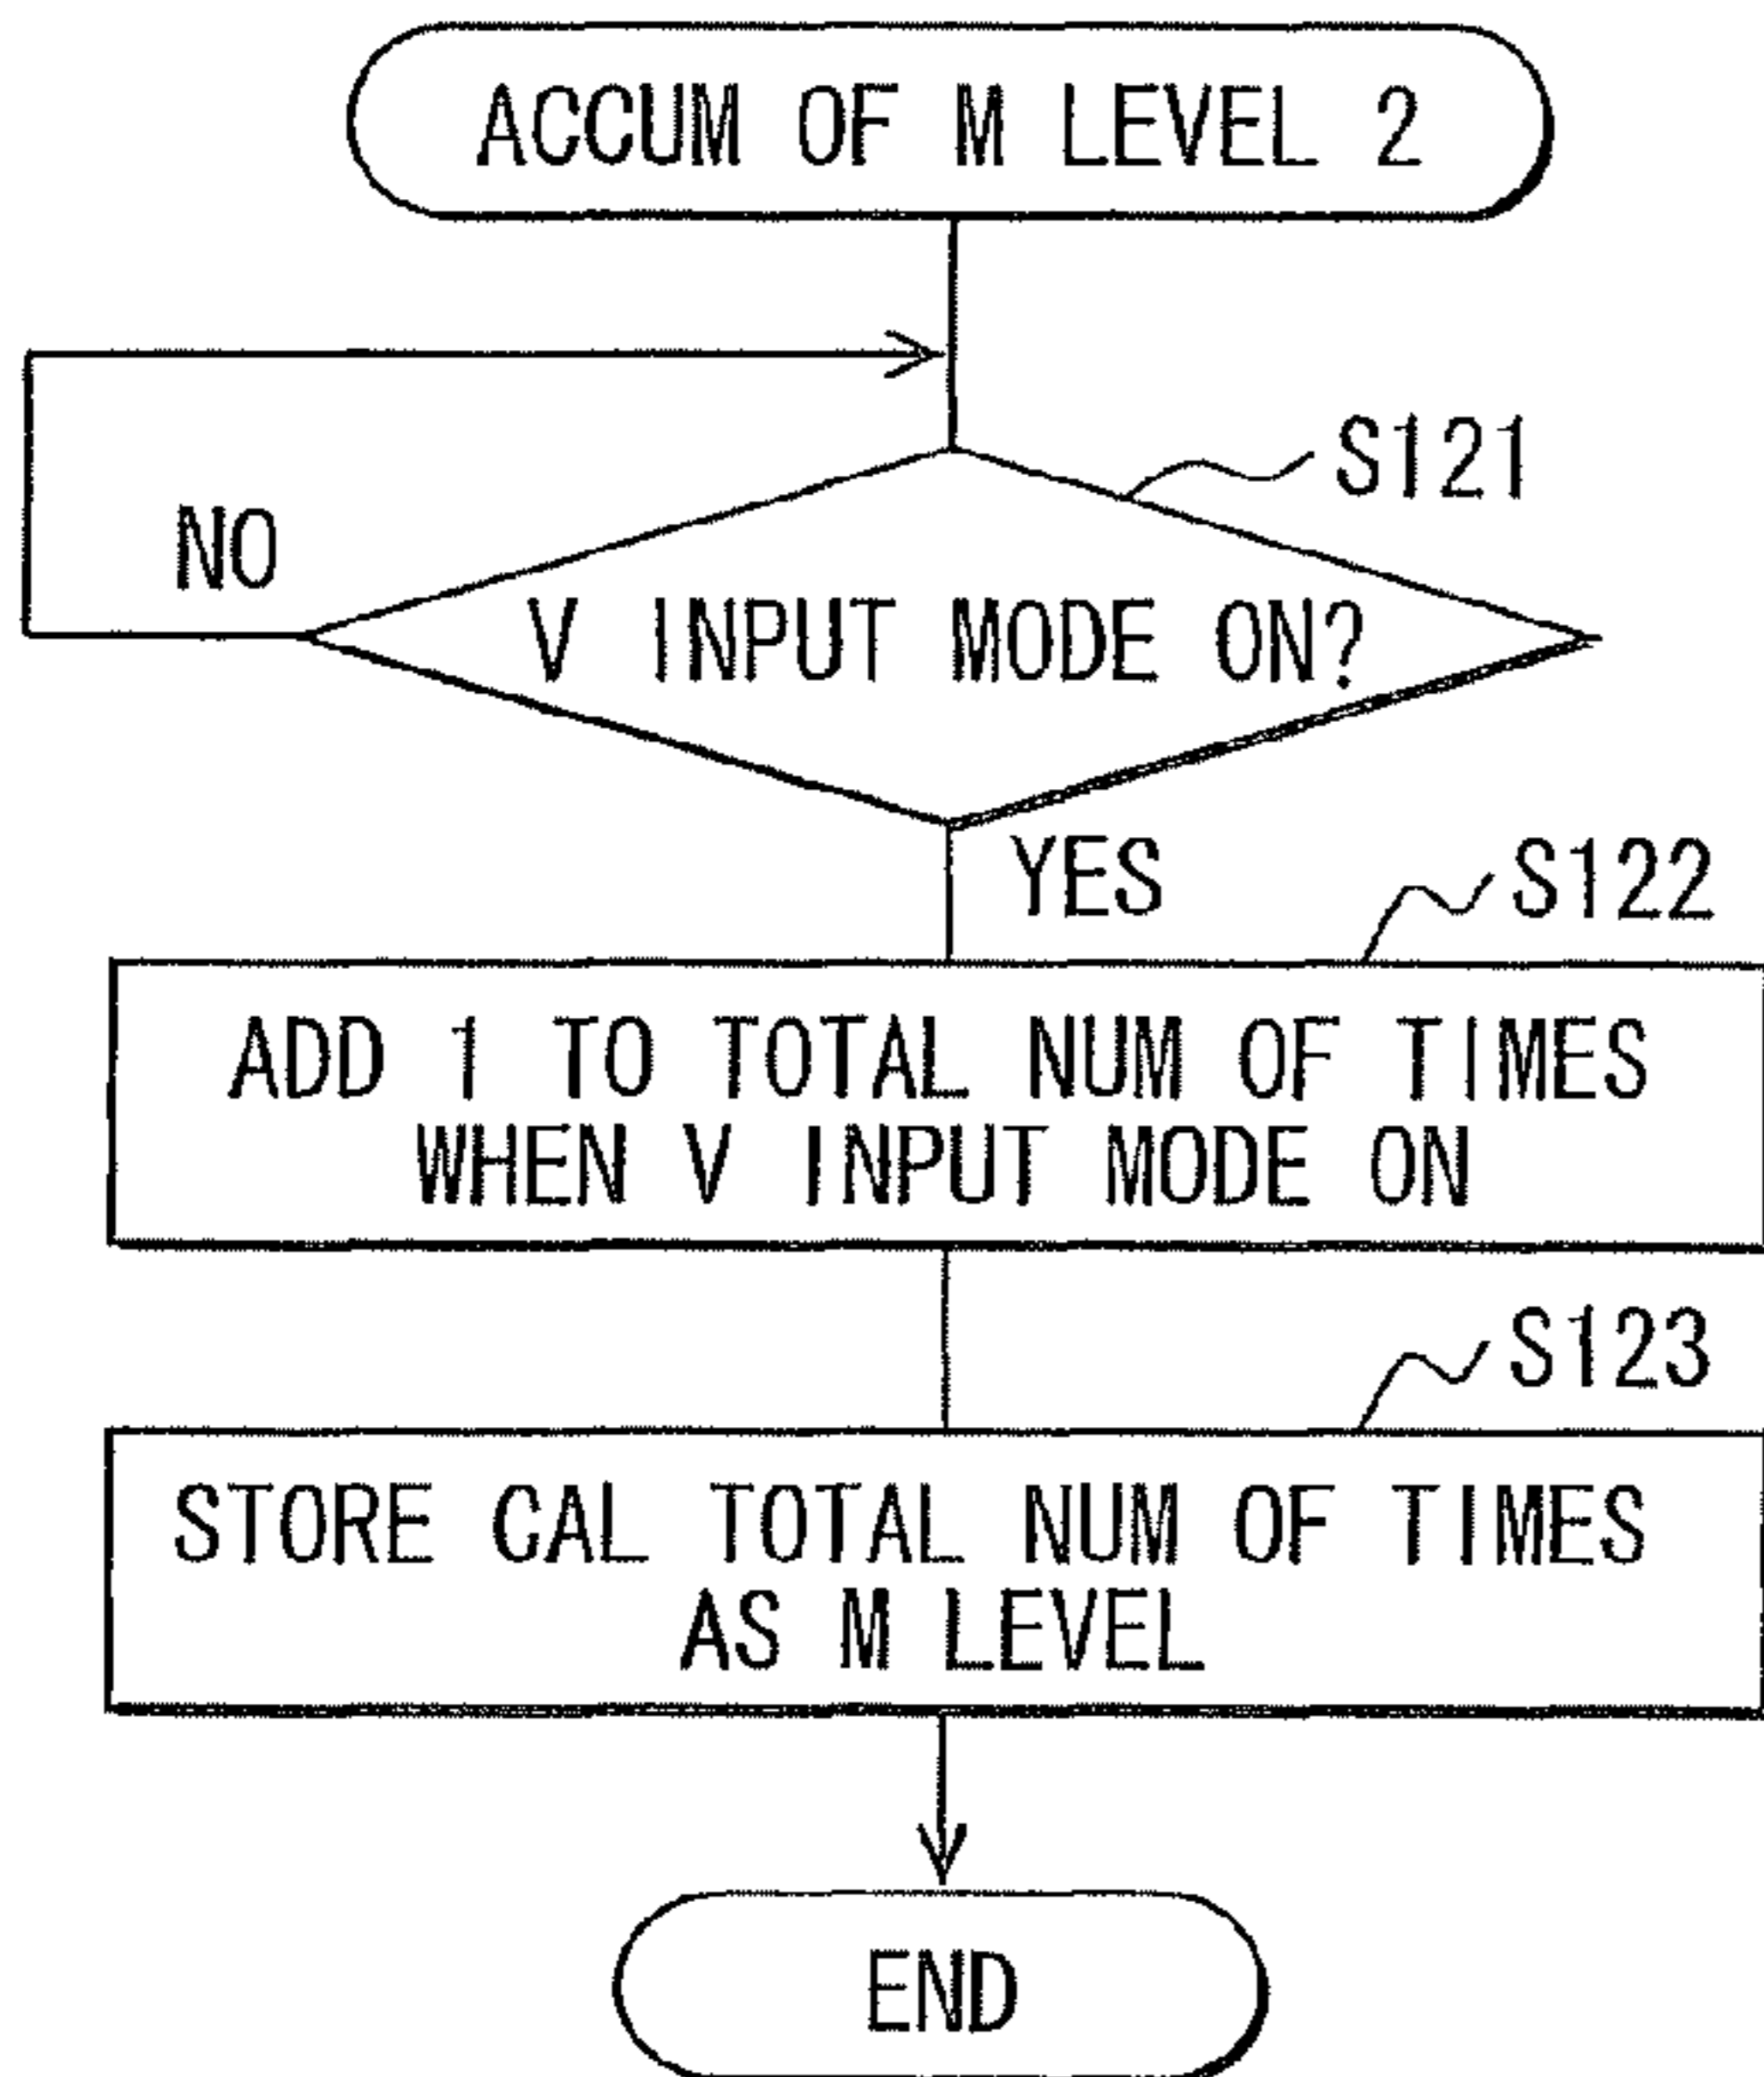 ACCUM OF M LEVEL 2
S121
NO
V INPUT MODE ON?
YES
S122
ADD 1 TO TOTAL NUM OF TIMES
WHEN V INPUT MODE ON
S123
STORE CAL TOTAL NUM OF TIMES
AS M LEVEL
END